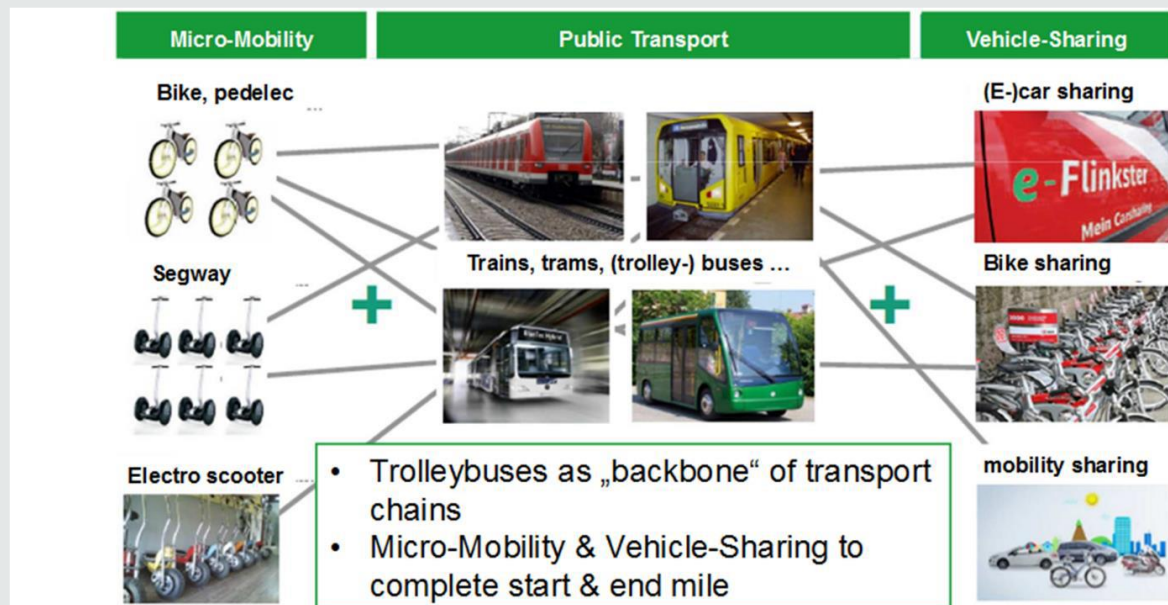 Micro-Mobility
Public Transport
Vehicle-Sharing
Bike, pedelec
...
(E-)car sharing
e-Flinkster
Mein Carsharing
Segway
...
Trains, trams, (trolley-) buses ...
Bike sharing
Electro scooter ...
mobility sharing
• Trolleybuses as „backbone“ of transport
chains
• Micro-Mobility & Vehicle-Sharing to
complete start & end mile